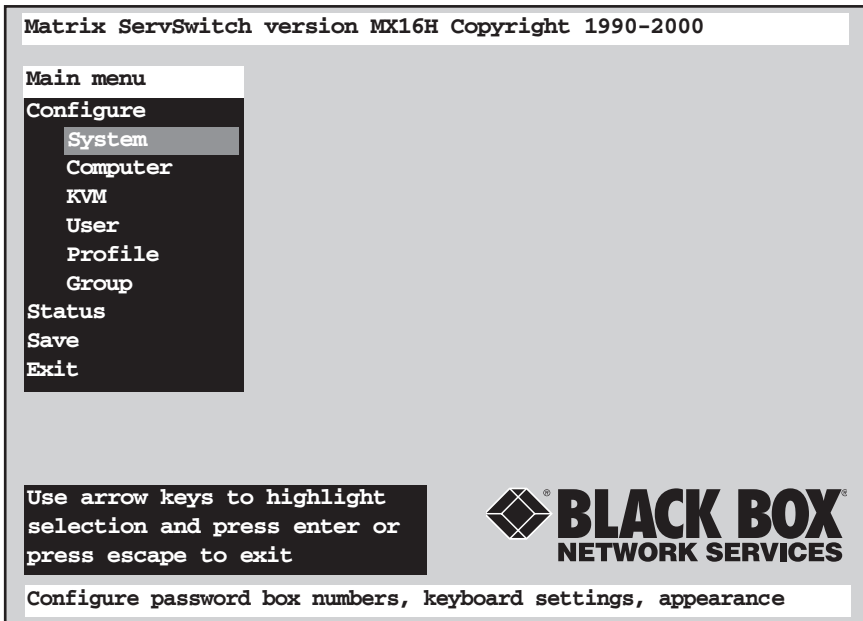 Matrix ServSwitch version MX16H Copyright 1990-2000
Main menu
Configure
System
Computer
KVM
User
Profile
Group
Status
Save
Exit
Use arrow keys to highlight
selection and press enter or
press escape to exit
® BLACK BOX®
NETWORK SERVICES
Configure password box numbers, keyboard settings, appearance